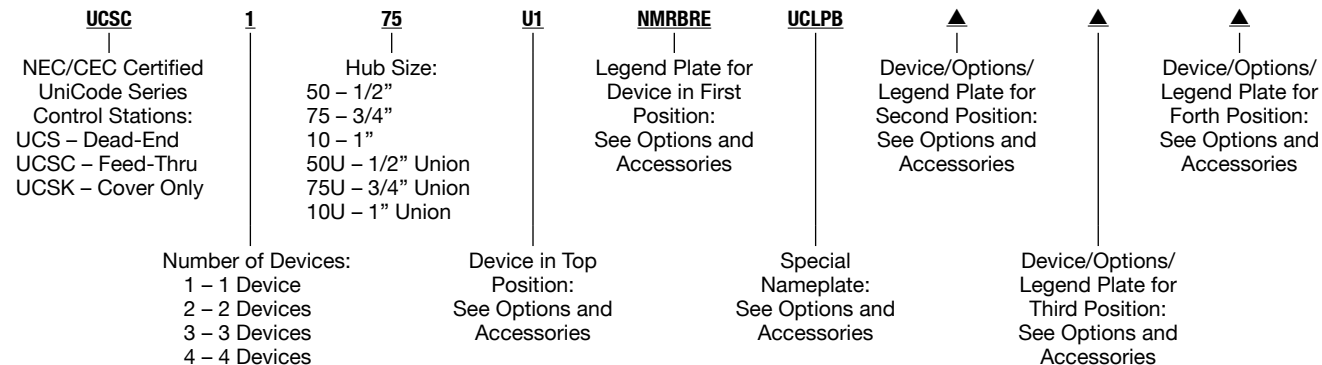 UCSC 1 75 U1 NMRBRE UCLPB ▲ ▲ ▲
NEC/CEC Certified
UniCode Series
Control Stations:
UCS – Dead-End
UCSC – Feed-Thru
UCSK – Cover Only
Hub Size:
50 – 1/2”
75 – 3/4”
10 – 1”
50U – 1/2” Union
75U – 3/4” Union
10U – 1” Union
Legend Plate for
Device in First
Position:
See Options and
Accessories
Device/Options/
Legend Plate for
Second Position:
See Options and
Accessories
Device/Options/
Legend Plate for
Forth Position:
See Options and
Accessories
Number of Devices:
1 – 1 Device
2 – 2 Devices
3 – 3 Devices
4 – 4 Devices
Device in Top
Position:
See Options and
Accessories
Special
Nameplate:
See Options and
Accessories
Device/Options/
Legend Plate for
Third Position:
See Options and
Accessories